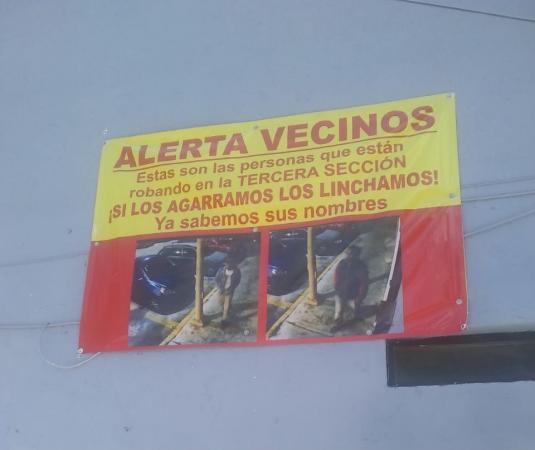 ALERTA VECINOS
Estas son las personas que están
robando en la TERCERA SECCIÓN
¡SI LOS AGARRAMOS LOS LINCHAMOS!
Ya sabemos sus nombres